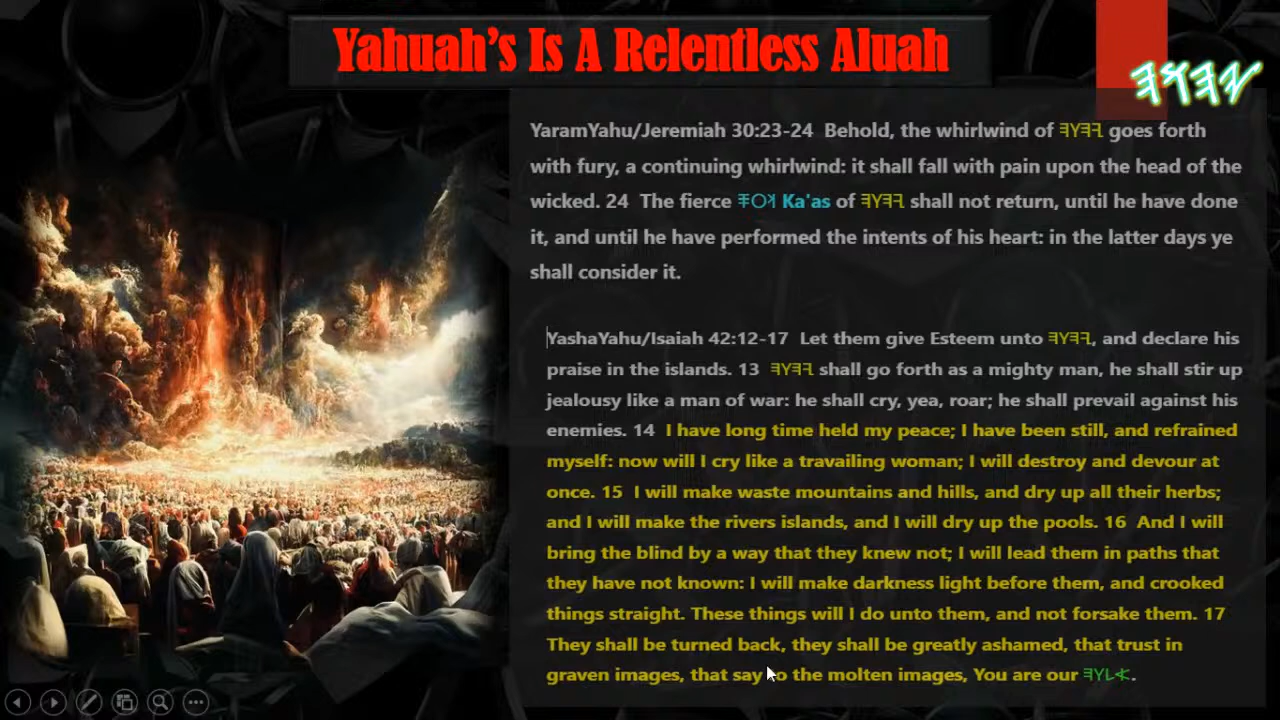 Yahuah's Is A Relentless Aluah
𐤉𐤄𐤅𐤄
YaramYahu/Jeremiah 30:23-24 Behold, the whirlwind of 𐤉𐤄𐤅𐤄 goes forth
with fury, a continuing whirlwind: it shall fall with pain upon the head of the
wicked. 24 The fierce 𐤊𐤏𐤎 Ka'as of 𐤉𐤄𐤅𐤄 shall not return, until he have done
it, and until he have performed the intents of his heart: in the latter days ye
shall consider it.
YashaYahu/Isaiah 42:12-17 Let them give Esteem unto 𐤉𐤄𐤅𐤄, and declare his
praise in the islands. 13 𐤉𐤄𐤅𐤄 shall go forth as a mighty man, he shall stir up
jealousy like a man of war: he shall cry, yea, roar; he shall prevail against his
enemies. 14 I have long time held my peace; I have been still, and refrained
myself: now will I cry like a travailing woman; I will destroy and devour at
once. 15 I will make waste mountains and hills, and dry up all their herbs;
and I will make the rivers islands, and I will dry up the pools. 16 And I will
bring the blind by a way that they knew not; I will lead them in paths that
they have not known: I will make darkness light before them, and crooked
things straight. These things will I do unto them, and not forsake them. 17
They shall be turned back, they shall be greatly ashamed, that trust in
graven images, that say to the molten images, You are our 𐤀𐤋𐤅𐤄.